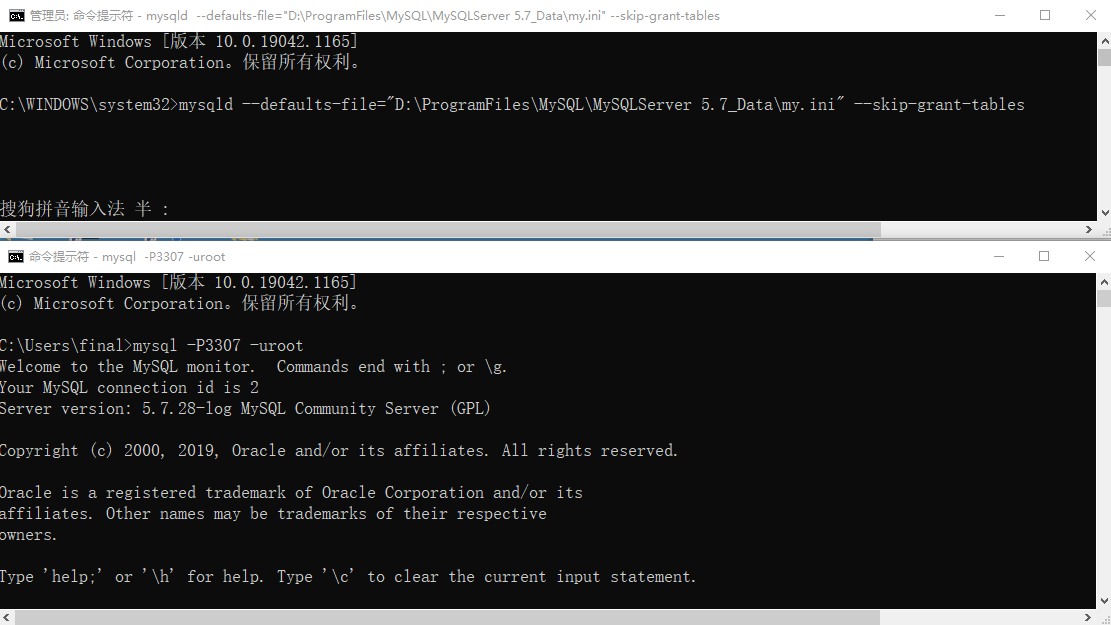 管理员: 命令提示符 - mysqld  --defaults-file="D:\ProgramFiles\MySQL\MySQLServer 5.7_Data\my.ini" --skip-grant-tables
Microsoft Windows [版本 10.0.19042.1165]
(c) Microsoft Corporation。保留所有权利。
C:\WINDOWS\system32>mysqld --defaults-file="D:\ProgramFiles\MySQL\MySQLServer 5.7_Data\my.ini" --skip-grant-tables
搜狗拼音输入法 半 :
命令提示符 - mysql  -P3307 -uroot
Microsoft Windows [版本 10.0.19042.1165]
(c) Microsoft Corporation。保留所有权利。
C:\Users\final>mysql -P3307 -uroot
Welcome to the MySQL monitor.  Commands end with ; or \g.
Your MySQL connection id is 2
Server version: 5.7.28-log MySQL Community Server (GPL)
Copyright (c) 2000, 2019, Oracle and/or its affiliates. All rights reserved.
Oracle is a registered trademark of Oracle Corporation and/or its
affiliates. Other names may be trademarks of their respective
owners.
Type 'help;' or '\h' for help. Type '\c' to clear the current input statement.